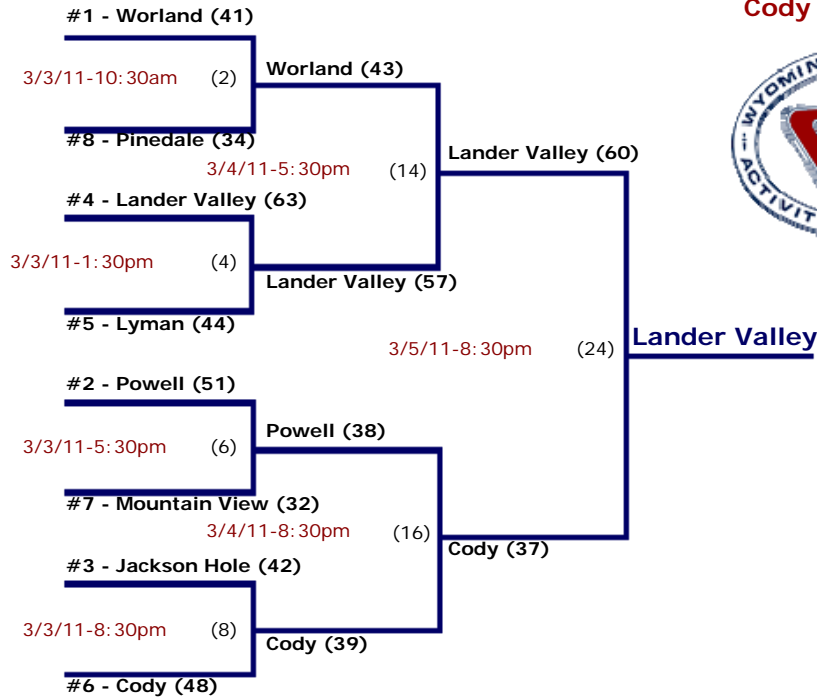 Cody
#1 - Worland (41)
3/3/11-10:30am (2)
Worland (43)
#8 - Pinedale (34)
3/4/11-5:30pm (14)
Lander Valley (60)
#4 - Lander Valley (63)
3/3/11-1:30pm (4)
Lander Valley (57)
#5 - Lyman (44)
3/5/11-8:30pm (24)
Lander Valley
#2 - Powell (51)
3/3/11-5:30pm (6)
Powell (38)
#7 - Mountain View (32)
3/4/11-8:30pm (16)
Cody (37)
#3 - Jackson Hole (42)
3/3/11-8:30pm (8)
Cody (39)
#6 - Cody (48)
WYOMIN
ACTIVIT